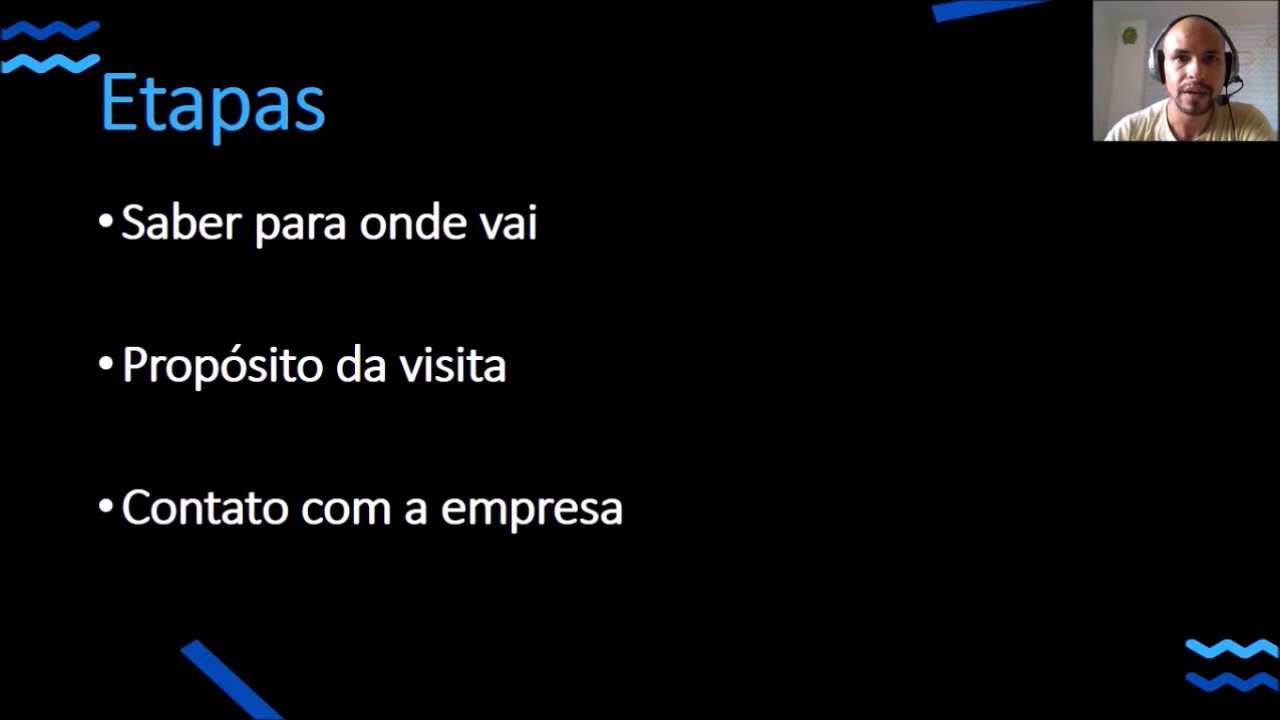 Etapas
• Saber para onde vai
• Propósito da visita
• Contato com a empresa